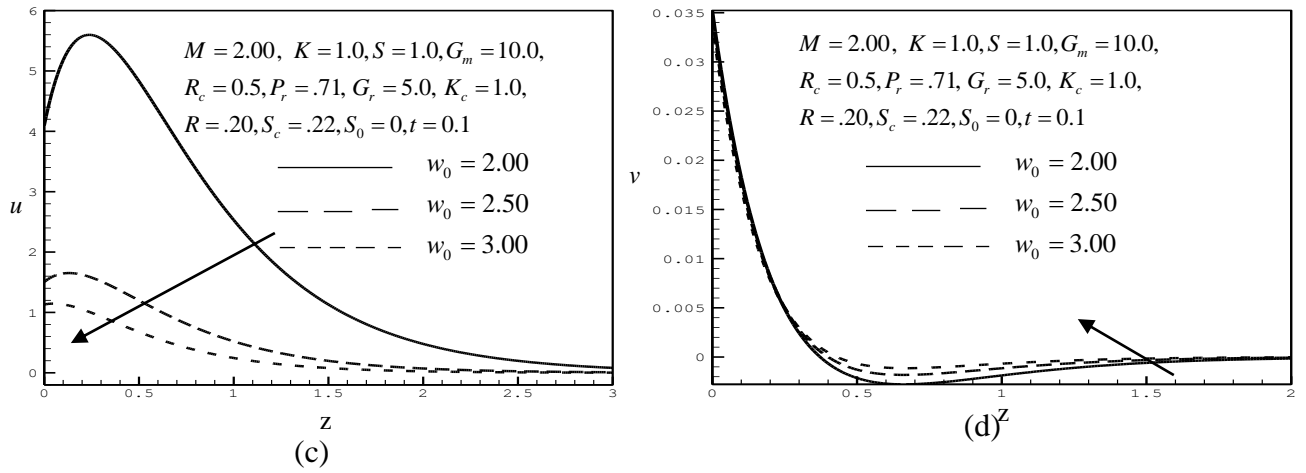 6
5
4
3
2
1
0
u
M = 2.00, K = 1.0, S = 1.0, G_m = 10.0,
R_c = 0.5, P_r = .71, G_r = 5.0, K_c = 1.0,
R = .20, S_c = .22, S_0 = 0, t = 0.1
w_0 = 2.00
w_0 = 2.50
w_0 = 3.00
0 0.5 1 1.5 2 2.5 3
z
(c)
0.035
0.03
0.025
0.02
0.015
0.01
0.005
0
v
M = 2.00, K = 1.0, S = 1.0, G_m = 10.0,
R_c = 0.5, P_r = .71, G_r = 5.0, K_c = 1.0,
R = .20, S_c = .22, S_0 = 0, t = 0.1
w_0 = 2.00
w_0 = 2.50
w_0 = 3.00
0 0.5 1 1.5 2
z
(d)